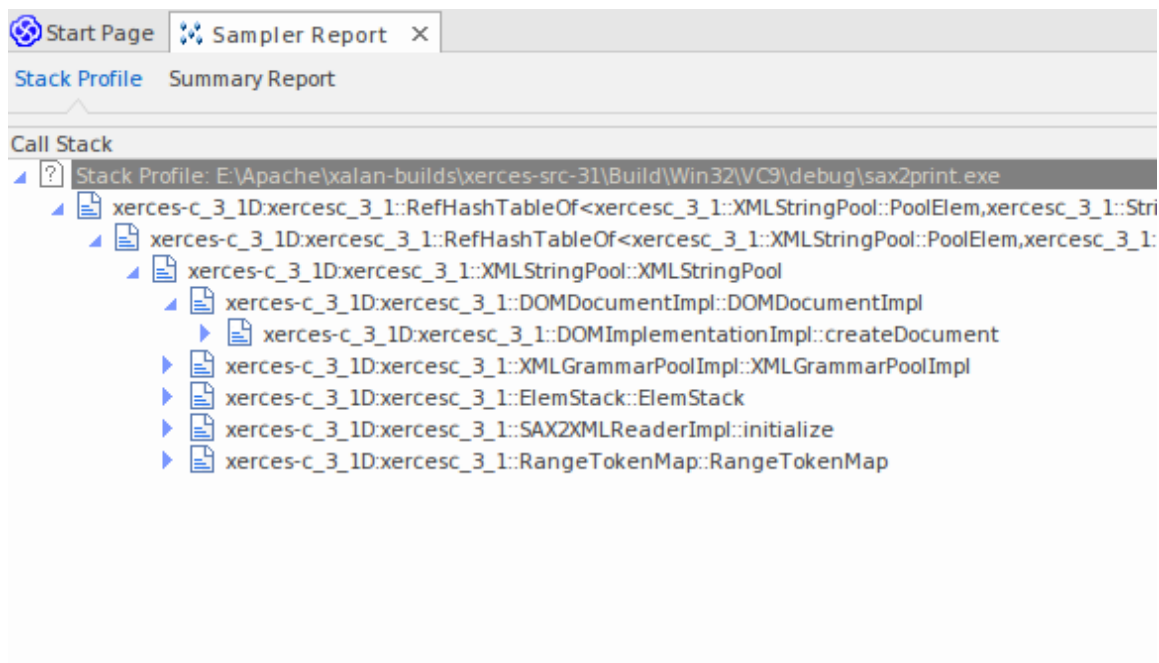 Start Page Sampler Report ×
Stack Profile Summary Report
Call Stack
? Stack Profile: E:\Apache\xalan-builds\xerces-src-31\Build\Win32\VC9\debug\sax2print.exe
xerces-c_3_1D:xercesc_3_1::RefHashTableOf<xercesc_3_1::XMLStringPool::PoolElem,xercesc_3_1::Stri
xerces-c_3_1D:xercesc_3_1::RefHashTableOf<xercesc_3_1::XMLStringPool::PoolElem,xercesc_3_1:
xerces-c_3_1D:xercesc_3_1::XMLStringPool::XMLStringPool
xerces-c_3_1D:xercesc_3_1::DOMDocumentImpl::DOMDocumentImpl
xerces-c_3_1D:xercesc_3_1::DOMImplementationImpl::createDocument
xerces-c_3_1D:xercesc_3_1::XMLGrammarPoolImpl::XMLGrammarPoolImpl
xerces-c_3_1D:xercesc_3_1::ElemStack::ElemStack
xerces-c_3_1D:xercesc_3_1::SAX2XMLReaderImpl::initialize
xerces-c_3_1D:xercesc_3_1::RangeTokenMap::RangeTokenMap